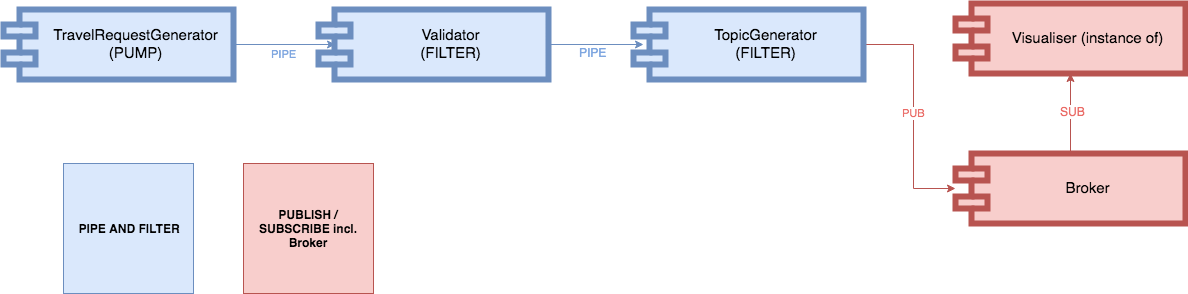 TravelRequestGenerator
(PUMP)
PIPE
Validator
(FILTER)
PIPE
TopicGenerator
(FILTER)
Visualiser (instance of)
PUB
SUB
Broker
PIPE AND FILTER
PUBLISH /
SUBSCRIBE incl.
Broker